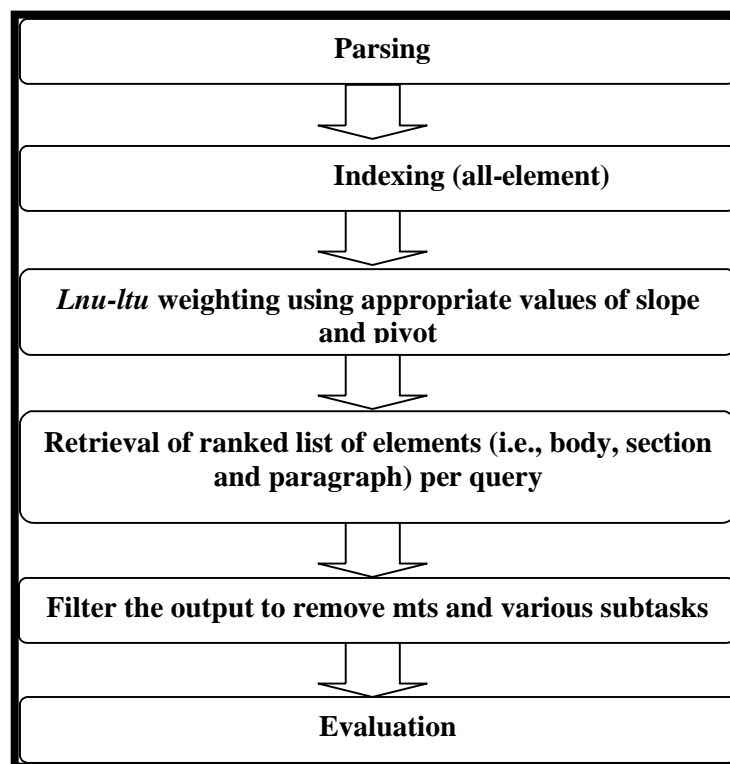 Parsing
Indexing (all-element)
Lnu-ltu weighting using appropriate values of slope
and pivot
Retrieval of ranked list of elements (i.e., body, section
and paragraph) per query
Filter the output to remove mts and various subtasks
Evaluation